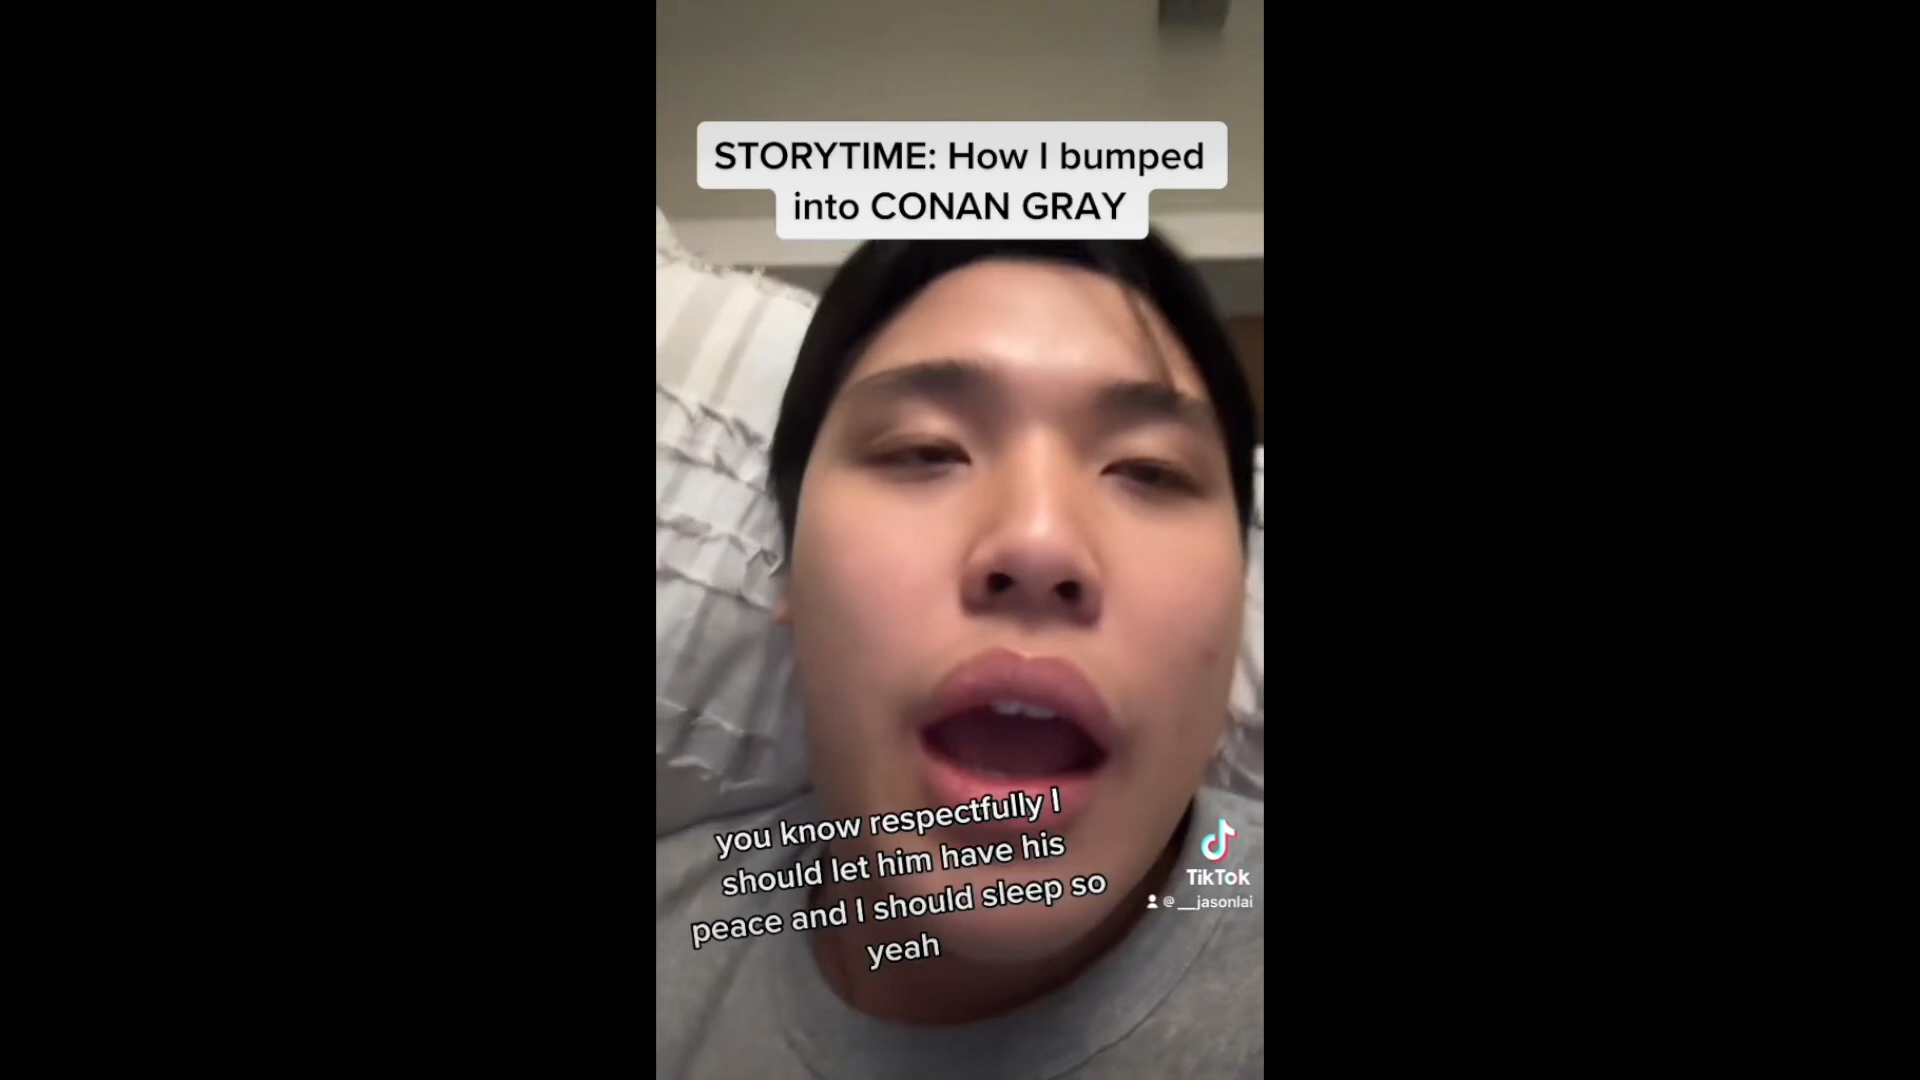 STORYTIME: How I bumped
into CONAN GRAY
you know respectfully I
should let him have his
peace and I should sleep so
yeah
TikTok
@__jasonlai